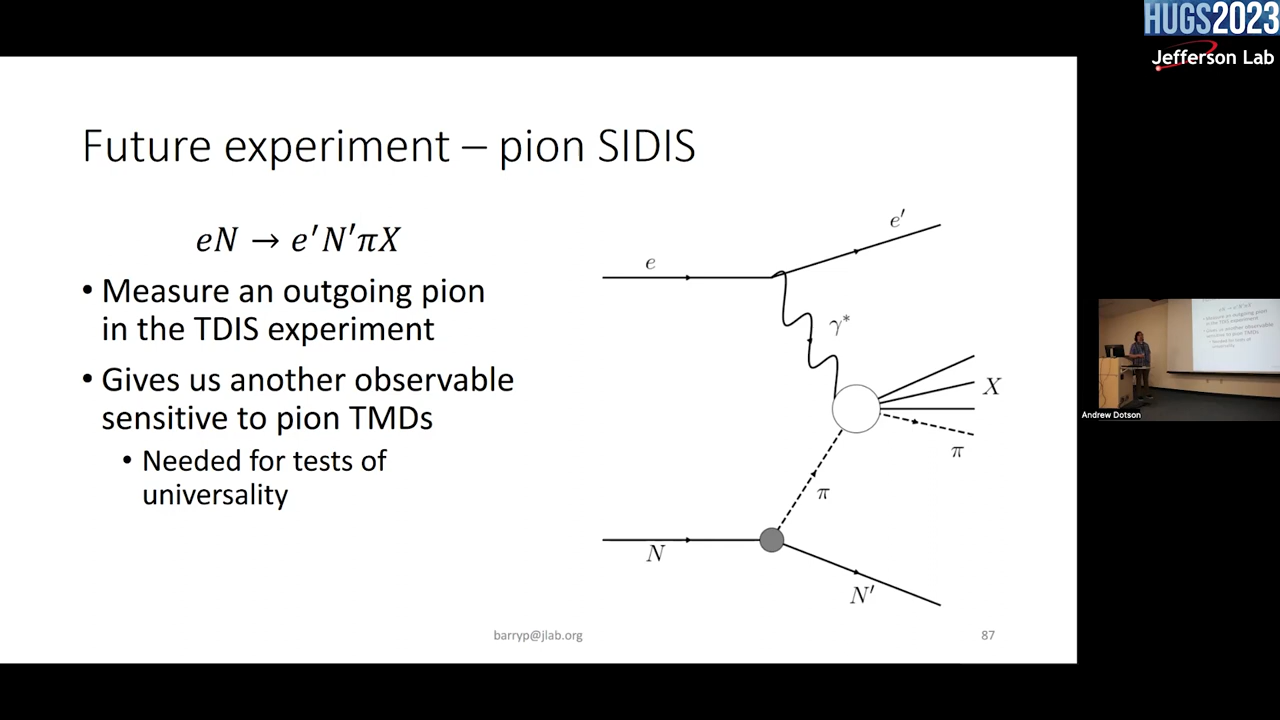 HUGS2023
Jefferson Lab
Future experiment – pion SIDIS
eN → e′N′πX
• Measure an outgoing pion
in the TDIS experiment
• Gives us another observable
sensitive to pion TMDs
• Needed for tests of
universality
e
e′
γ*
X
π
π
N
N′
barryp@jlab.org
87
Andrew Dotson